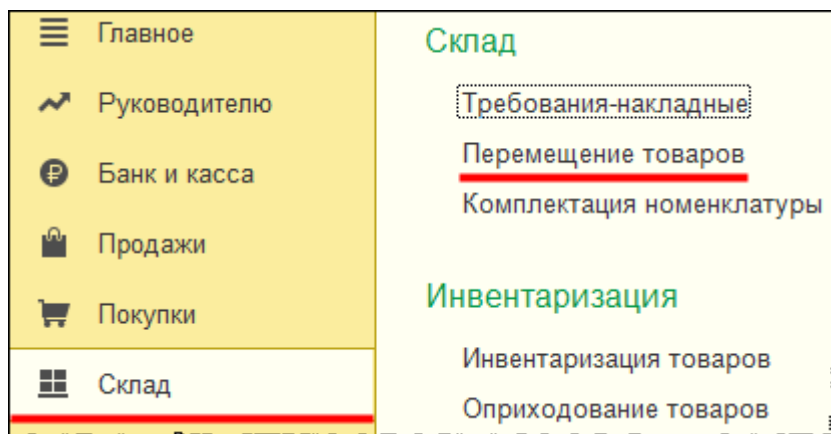 Главное
Руководителю
Банк и касса
Продажи
Покупки
Склад
Склад
Требования-накладные
Перемещение товаров
Комплектация номенклатуры
Инвентаризация
Инвентаризация товаров
Оприходование товаров